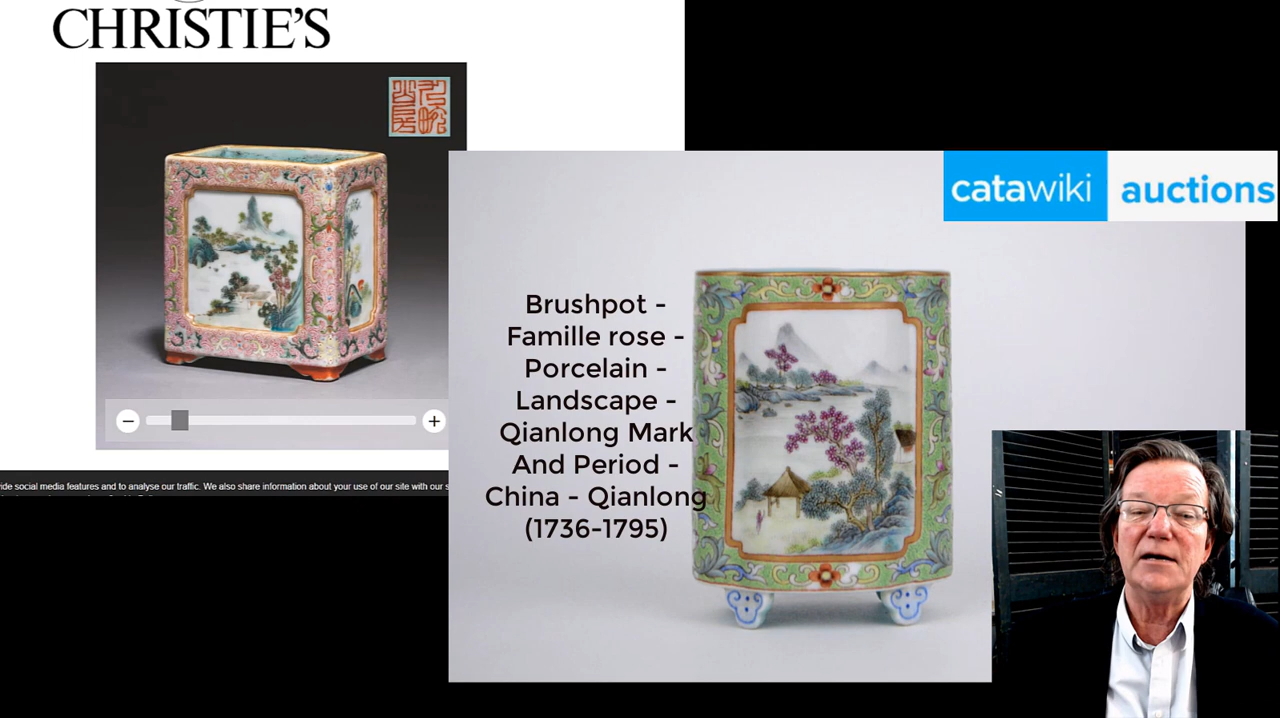 CHRISTIE'S
catawiki auctions
Brushpot -
Famille rose -
Porcelain -
Landscape -
Qianlong Mark
And Period -
China - Qianlong
(1736-1795)
ide social media features and to analyse our traffic. We also share information about your use of our site with our s